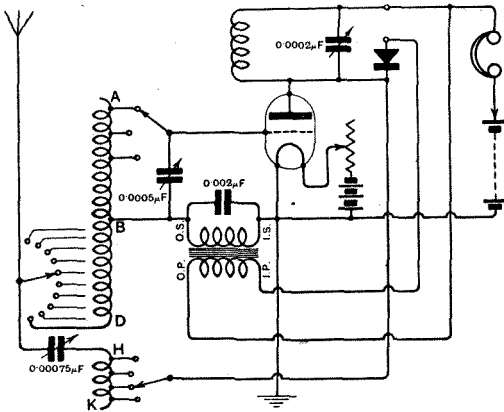 0·0002μF
A
0·0005μF
0·002μF
B
O.S.
I.S.
O.P.
I.P.
D
H
0·00075μF
K